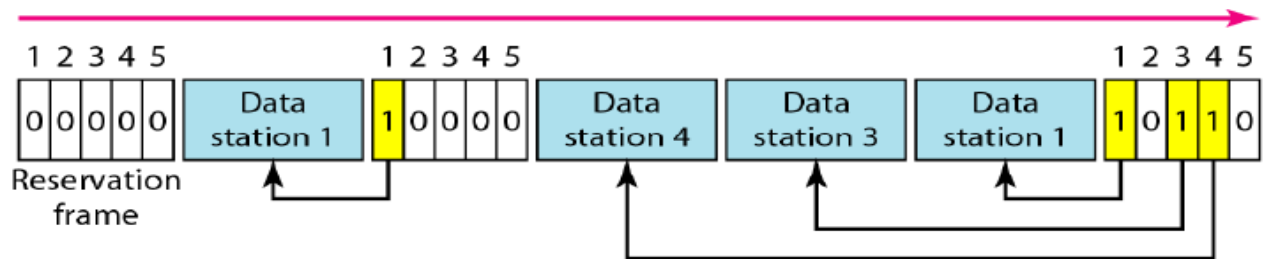 1 2 3 4 5 1 2 3 4 5 1 2 3 4 5
0 0 0 0 0 Data station 1 1 0 0 0 0 Data station 4 Data station 3 Data station 1 1 0 1 1 0
Reservation
frame